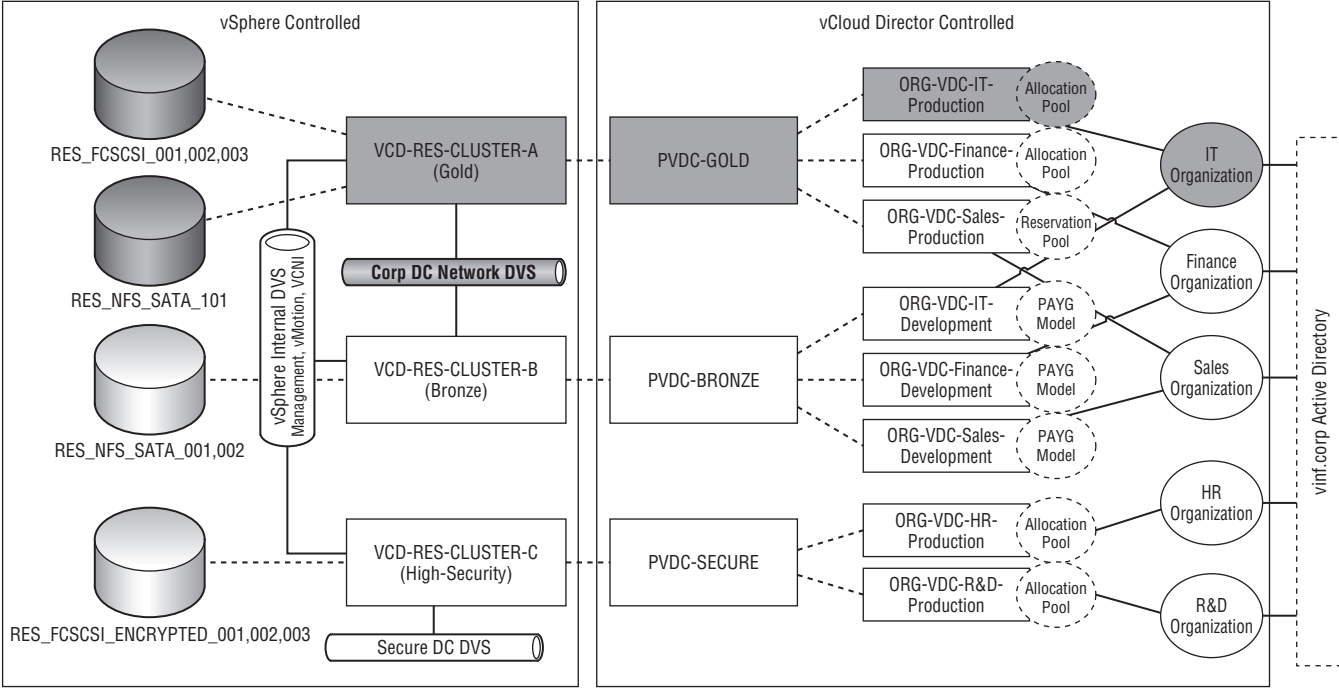 vSphere Controlled
RES_FCSCSI_001,002,003
RES_NFS_SATA_101
RES_NFS_SATA_001,002
RES_FCSCSI_ENCRYPTED_001,002,003
vSphere Internal DVS
Management, vMotion, VCNI
VCD-RES-CLUSTER-A
(Gold)
Corp DC Network DVS
VCD-RES-CLUSTER-B
(Bronze)
VCD-RES-CLUSTER-C
(High-Security)
Secure DC DVS
vCloud Director Controlled
PVDC-GOLD
PVDC-BRONZE
PVDC-SECURE
ORG-VDC-IT-
Production
Allocation
Pool
ORG-VDC-Finance-
Production
Allocation
Pool
ORG-VDC-Sales-
Production
Reservation
Pool
ORG-VDC-IT-
Development
PAYG
Model
ORG-VDC-Finance-
Development
PAYG
Model
ORG-VDC-Sales-
Development
PAYG
Model
ORG-VDC-HR-
Production
Allocation
Pool
ORG-VDC-R&D-
Production
Allocation
Pool
IT
Organization
Finance
Organization
Sales
Organization
HR
Organization
R&D
Organization
vinf.corp Active Directory